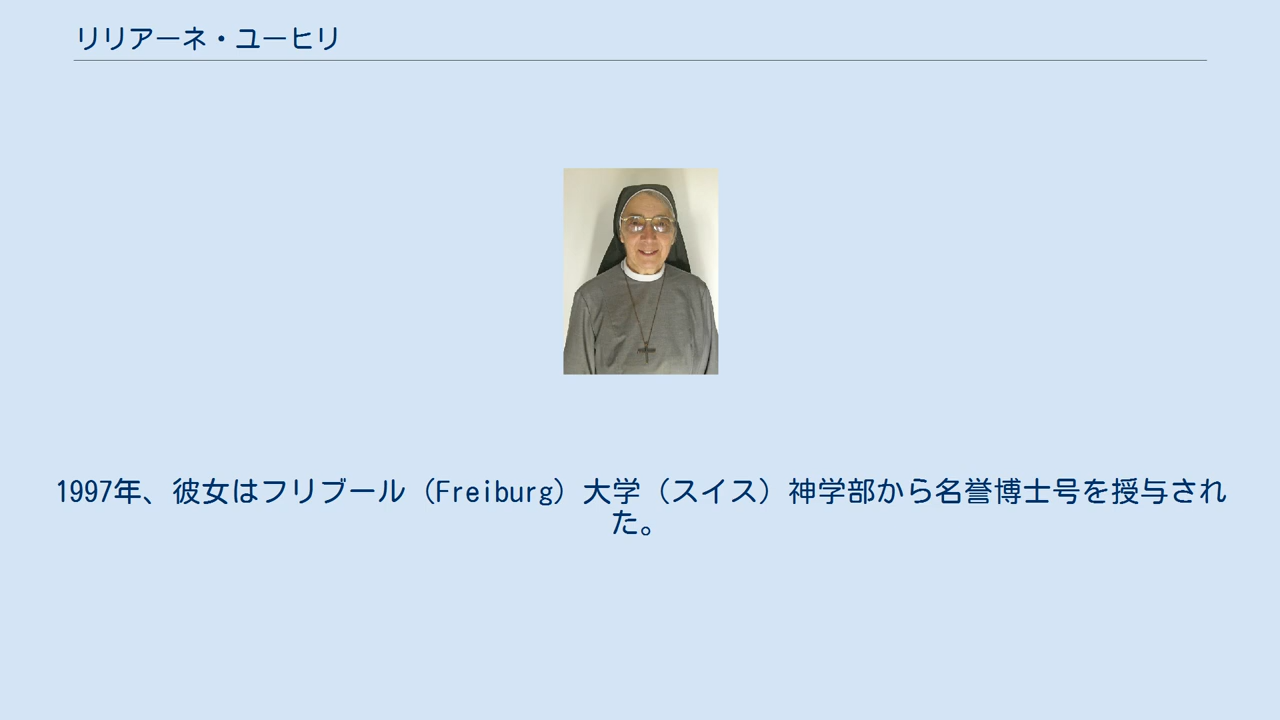 リリアーネ・ユーヒリ
1997年、彼女はフリブール（Freiburg）大学（スイス）神学部から名誉博士号を授与され
た。